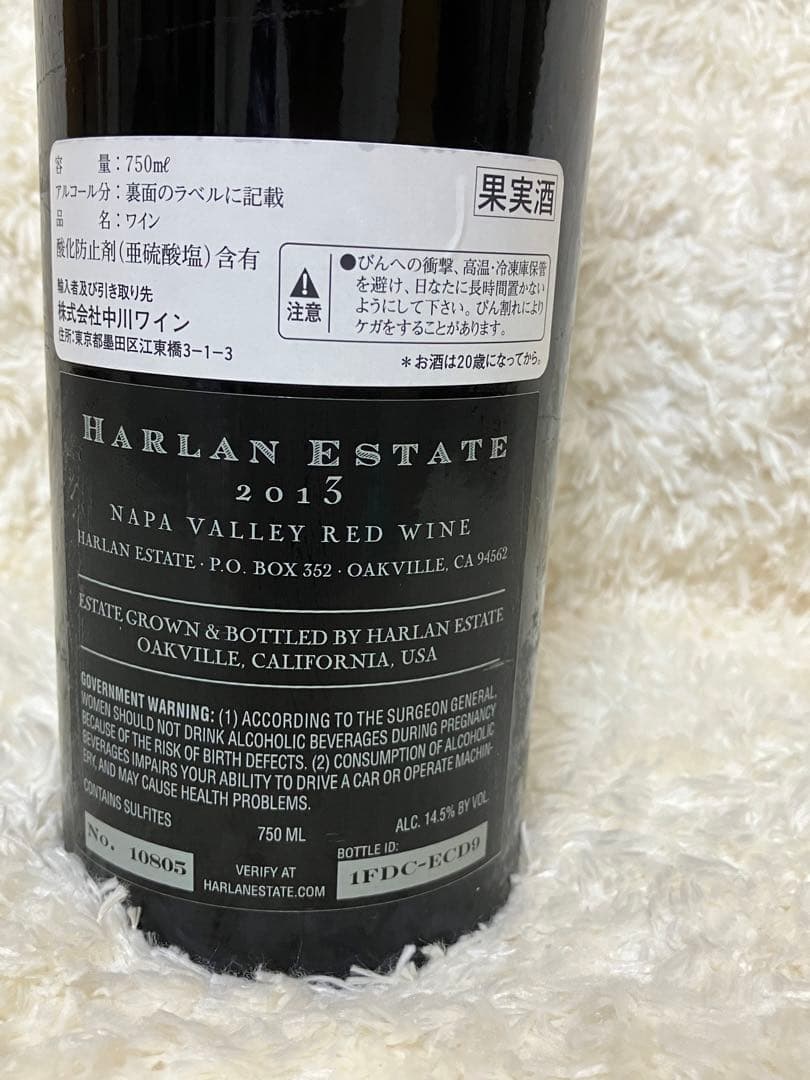 容 量：750mℓ
アルコール分：裏面のラベルに記載
品 名：ワイン
酸化防止剤（亜硫酸塩）含有
輸入者及び引き取り先
株式会社中川ワイン
住所：東京都墨田区江東橋3−1−3
果実酒
注意
●びんへの衝撃、高温・冷凍庫保管
を避け、日なたに長時間置かない
ようにして下さい。びん割れにより
ケガをすることがあります。
＊お酒は20歳になってから。
HARLAN ESTATE
2013
NAPA VALLEY RED WINE
HARLAN ESTATE · P.O. BOX 352 · OAKVILLE, CA 94562
ESTATE GROWN & BOTTLED BY HARLAN ESTATE
OAKVILLE, CALIFORNIA, USA
GOVERNMENT WARNING: (1) ACCORDING TO THE SURGEON GENERAL,
WOMEN SHOULD NOT DRINK ALCOHOLIC BEVERAGES DURING PREGNANCY
BECAUSE OF THE RISK OF BIRTH DEFECTS. (2) CONSUMPTION OF ALCOHOLIC
BEVERAGES IMPAIRS YOUR ABILITY TO DRIVE A CAR OR OPERATE MACHIN-
ERY, AND MAY CAUSE HEALTH PROBLEMS.
CONTAINS SULFITES
750 ML
ALC. 14.5% BY VOL.
No. 10805
VERIFY AT
HARLANESTATE.COM
BOTTLE ID:
1FDC-ECD9